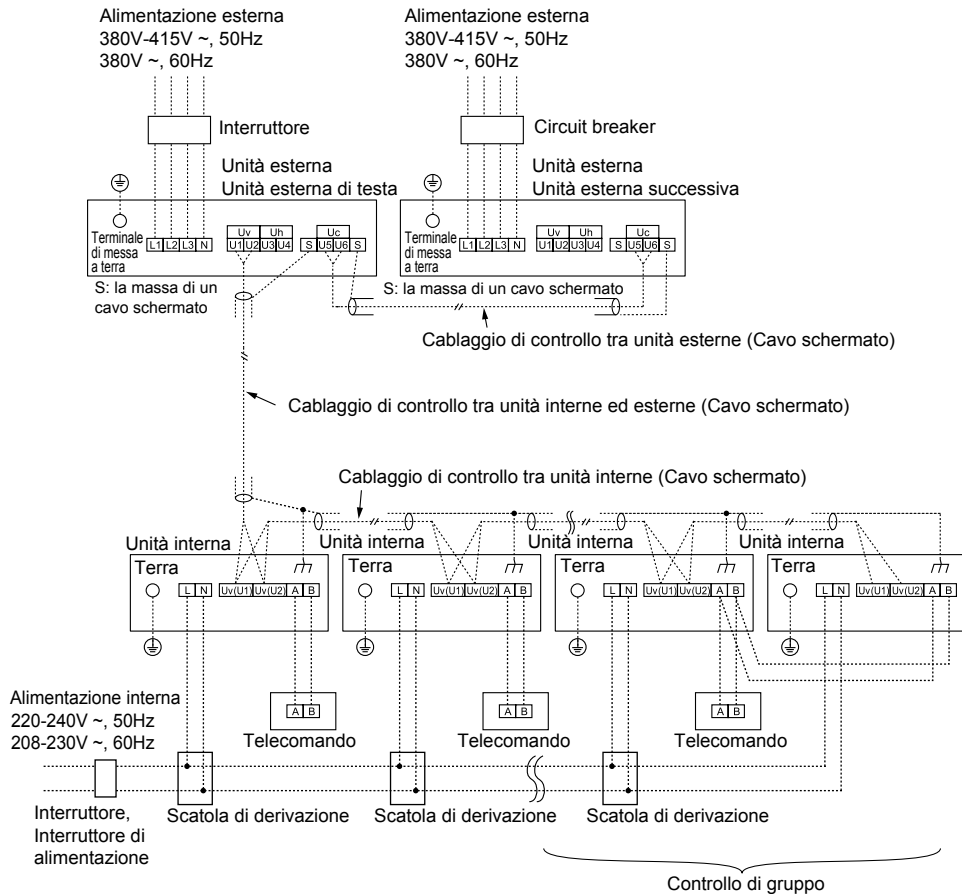 Alimentazione esterna
380V-415V ~, 50Hz
380V ~, 60Hz
Alimentazione esterna
380V-415V ~, 50Hz
380V ~, 60Hz
Interruttore
Circuit breaker
Unità esterna
Unità esterna di testa
Unità esterna
Unità esterna successiva
Terminale
di messa
a terra
L1 L2 L3 N
Uv Uh
U1 U2 U3 U4
Uc
S U5 U6 S
Terminale
di messa
a terra
L1 L2 L3 N
Uv Uh
U1 U2 U3 U4
Uc
S U5 U6 S
S: la massa di un
cavo schermato
S: la massa di un cavo schermato
Cablaggio di controllo tra unità esterne (Cavo schermato)
Cablaggio di controllo tra unità interne ed esterne (Cavo schermato)
Cablaggio di controllo tra unità interne (Cavo schermato)
Unità interna
Unità interna
Unità interna
Unità interna
Terra
L N Uv(U1) Uv(U2) A B
Terra
L N Uv(U1) Uv(U2) A B
Terra
L N Uv(U1) Uv(U2) A B
Terra
L N Uv(U1) Uv(U2) A B
Alimentazione interna
220-240V ~, 50Hz
208-230V ~, 60Hz
A B
Telecomando
A B
Telecomando
A B
Telecomando
Interruttore,
Interruttore di
alimentazione
Scatola di derivazione
Scatola di derivazione
Scatola di derivazione
Controllo di gruppo